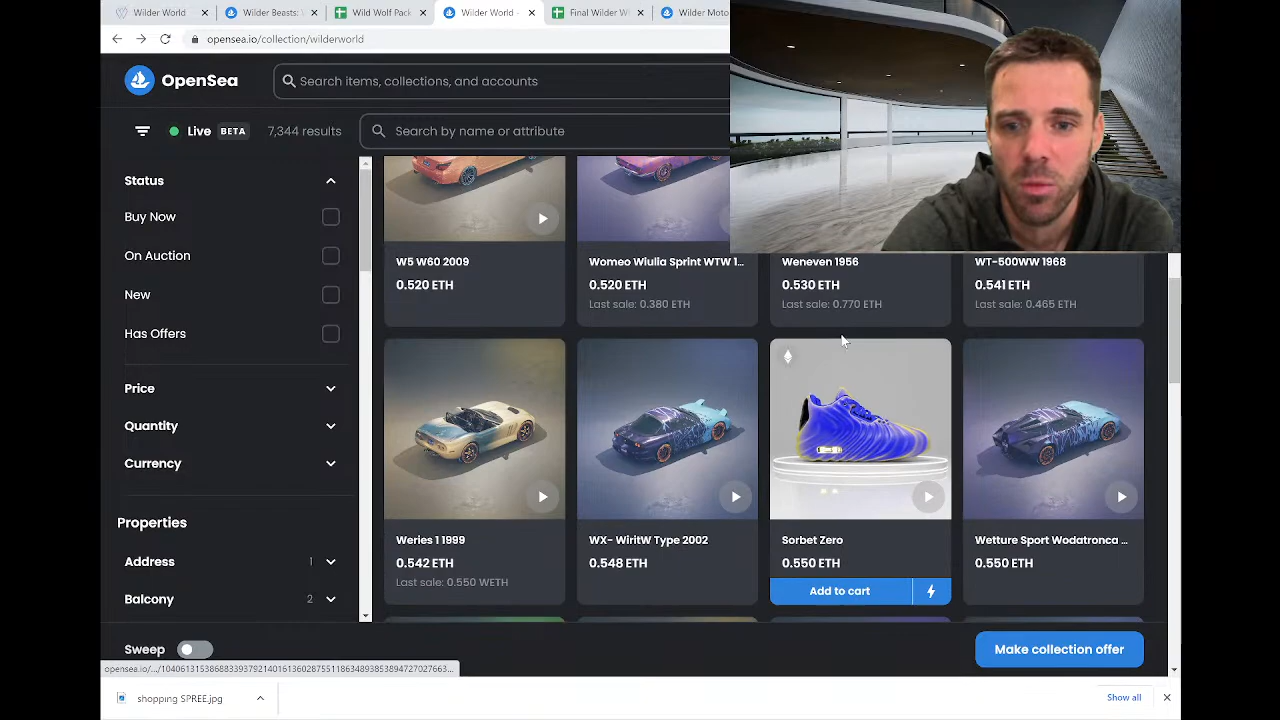 Wilder World
Wilder Beasts:
Wild Wolf Pack
Wilder World -
Final Wilder W
Wilder Moto
opensea.io/collection/wilderworld
OpenSea
Search items, collections, and accounts
Live BETA 7,344 results
Search by name or attribute
Status
Buy Now
On Auction
New
Has Offers
Price
Quantity
Currency
Properties
Address 1
Balcony 2
W5 W60 2009
0.520 ETH
Womeo Wiulia Sprint WTW 1...
0.520 ETH
Last sale: 0.380 ETH
Weneven 1956
0.530 ETH
Last sale: 0.770 ETH
WT-500WW 1968
0.541 ETH
Last sale: 0.465 ETH
Weries 1 1999
0.542 ETH
Last sale: 0.550 WETH
WX- WiritW Type 2002
0.548 ETH
Sorbet Zero
0.550 ETH
Add to cart
Wetture Sport Wodatronca ...
0.550 ETH
Sweep
Make collection offer
shopping SPREE.jpg
Show all